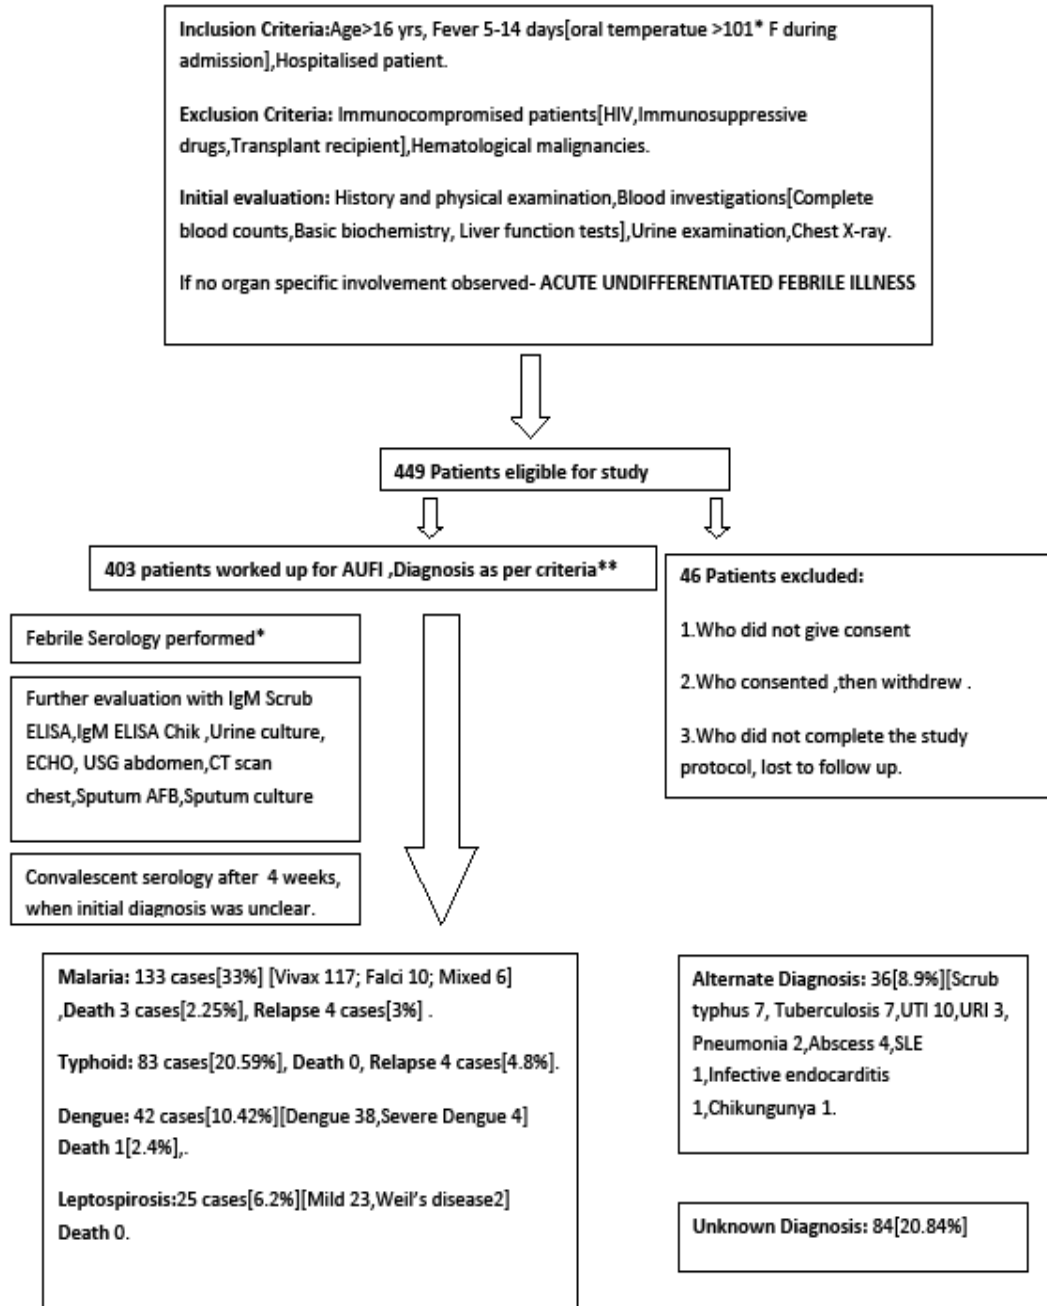 Inclusion Criteria:Age>16 yrs, Fever 5-14 days[oral temperatue >101* F during
admission],Hospitalised patient.
Exclusion Criteria: Immunocompromised patients[HIV,Immunosuppressive
drugs,Transplant recipient],Hematological malignancies.
Initial evaluation: History and physical examination,Blood investigations[Complete
blood counts,Basic biochemistry, Liver function tests],Urine examination,Chest X-ray.
If no organ specific involvement observed- ACUTE UNDIFFERENTIATED FEBRILE ILLNESS
449 Patients eligible for study
403 patients worked up for AUFI ,Diagnosis as per criteria**
46 Patients excluded:
1.Who did not give consent
2.Who consented ,then withdrew .
3.Who did not complete the study
protocol, lost to follow up.
Febrile Serology performed*
Further evaluation with IgM Scrub
ELISA,IgM ELISA Chik ,Urine culture,
ECHO, USG abdomen,CT scan
chest,Sputum AFB,Sputum culture
Convalescent serology after 4 weeks,
when initial diagnosis was unclear.
Malaria: 133 cases[33%] [Vivax 117; Falci 10; Mixed 6]
,Death 3 cases[2.25%], Relapse 4 cases[3%] .
Typhoid: 83 cases[20.59%], Death 0, Relapse 4 cases[4.8%].
Dengue: 42 cases[10.42%][Dengue 38,Severe Dengue 4]
Death 1[2.4%],.
Leptospirosis:25 cases[6.2%][Mild 23,Weil's disease2]
Death 0.
Alternate Diagnosis: 36[8.9%][Scrub
typhus 7, Tuberculosis 7,UTI 10,URI 3,
Pneumonia 2,Abscess 4,SLE
1,Infective endocarditis
1,Chikungunya 1.
Unknown Diagnosis: 84[20.84%]